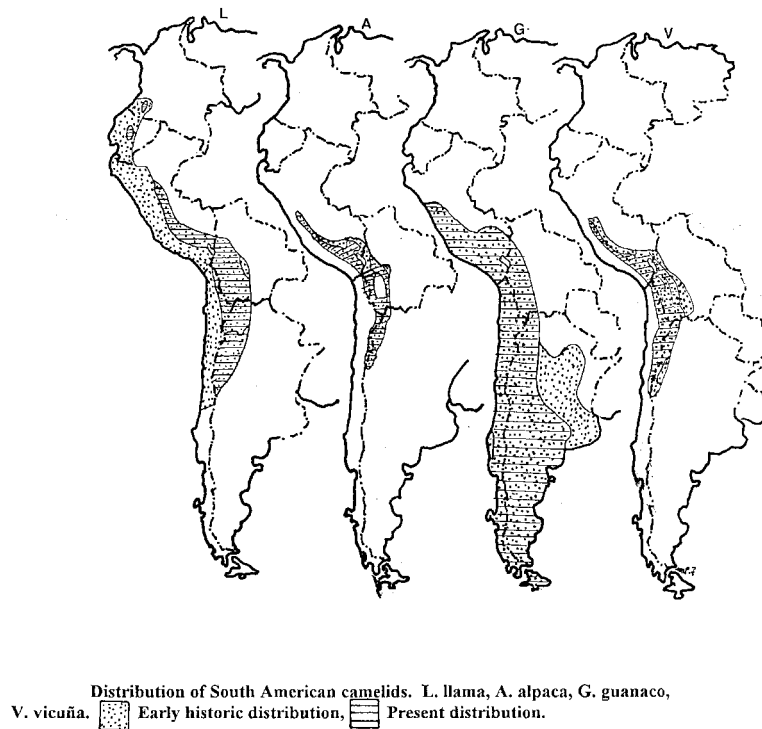 L A G V
Distribution of South American camelids. L. llama, A. alpaca, G. guanaco,
V. vicuña. Early historic distribution, Present distribution.